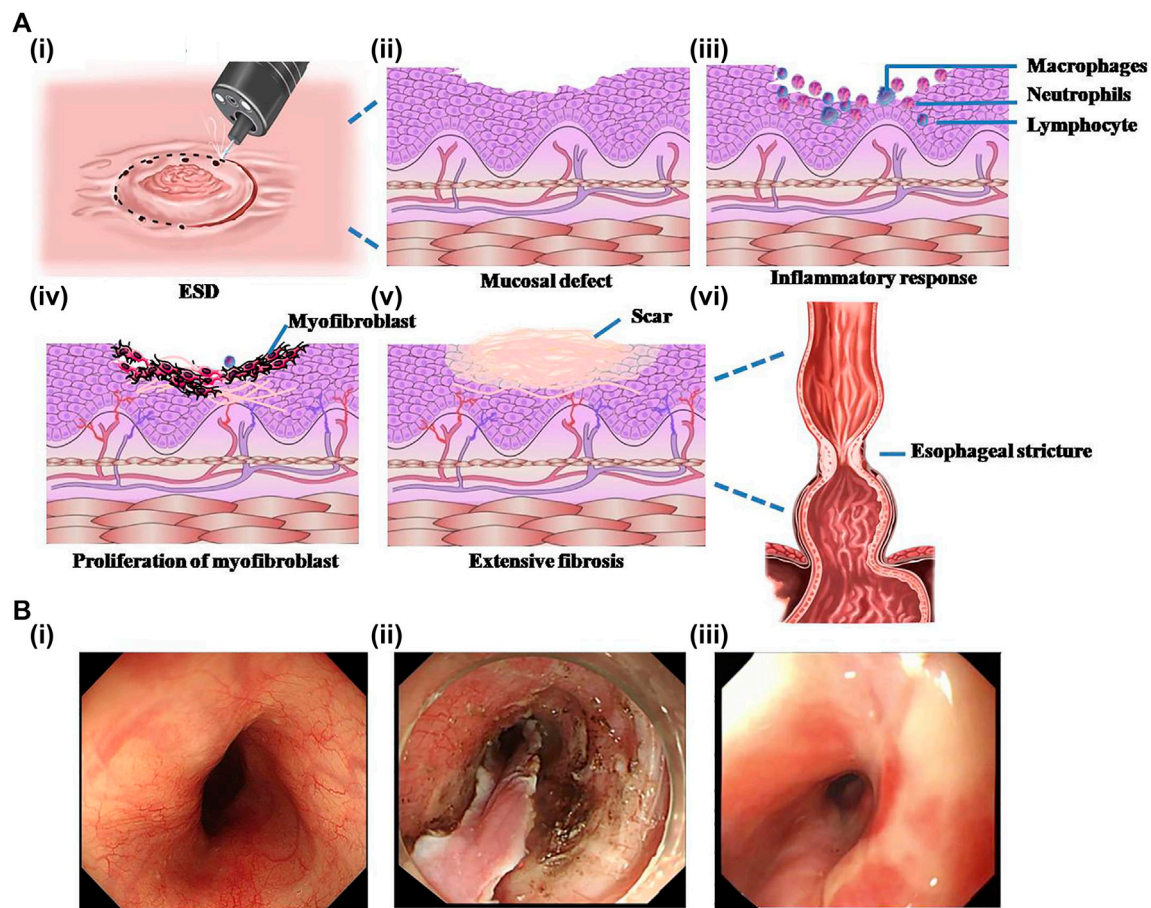 A
(i)
(ii)
(iii)
Macrophages
Neutrophils
Lymphocyte
ESD
Mucosal defect
Inflammatory response
(iv)
(v)
(vi)
Myofibroblast
Scar
Esophageal stricture
Proliferation of myofibroblast
Extensive fibrosis
B
(i)
(ii)
(iii)